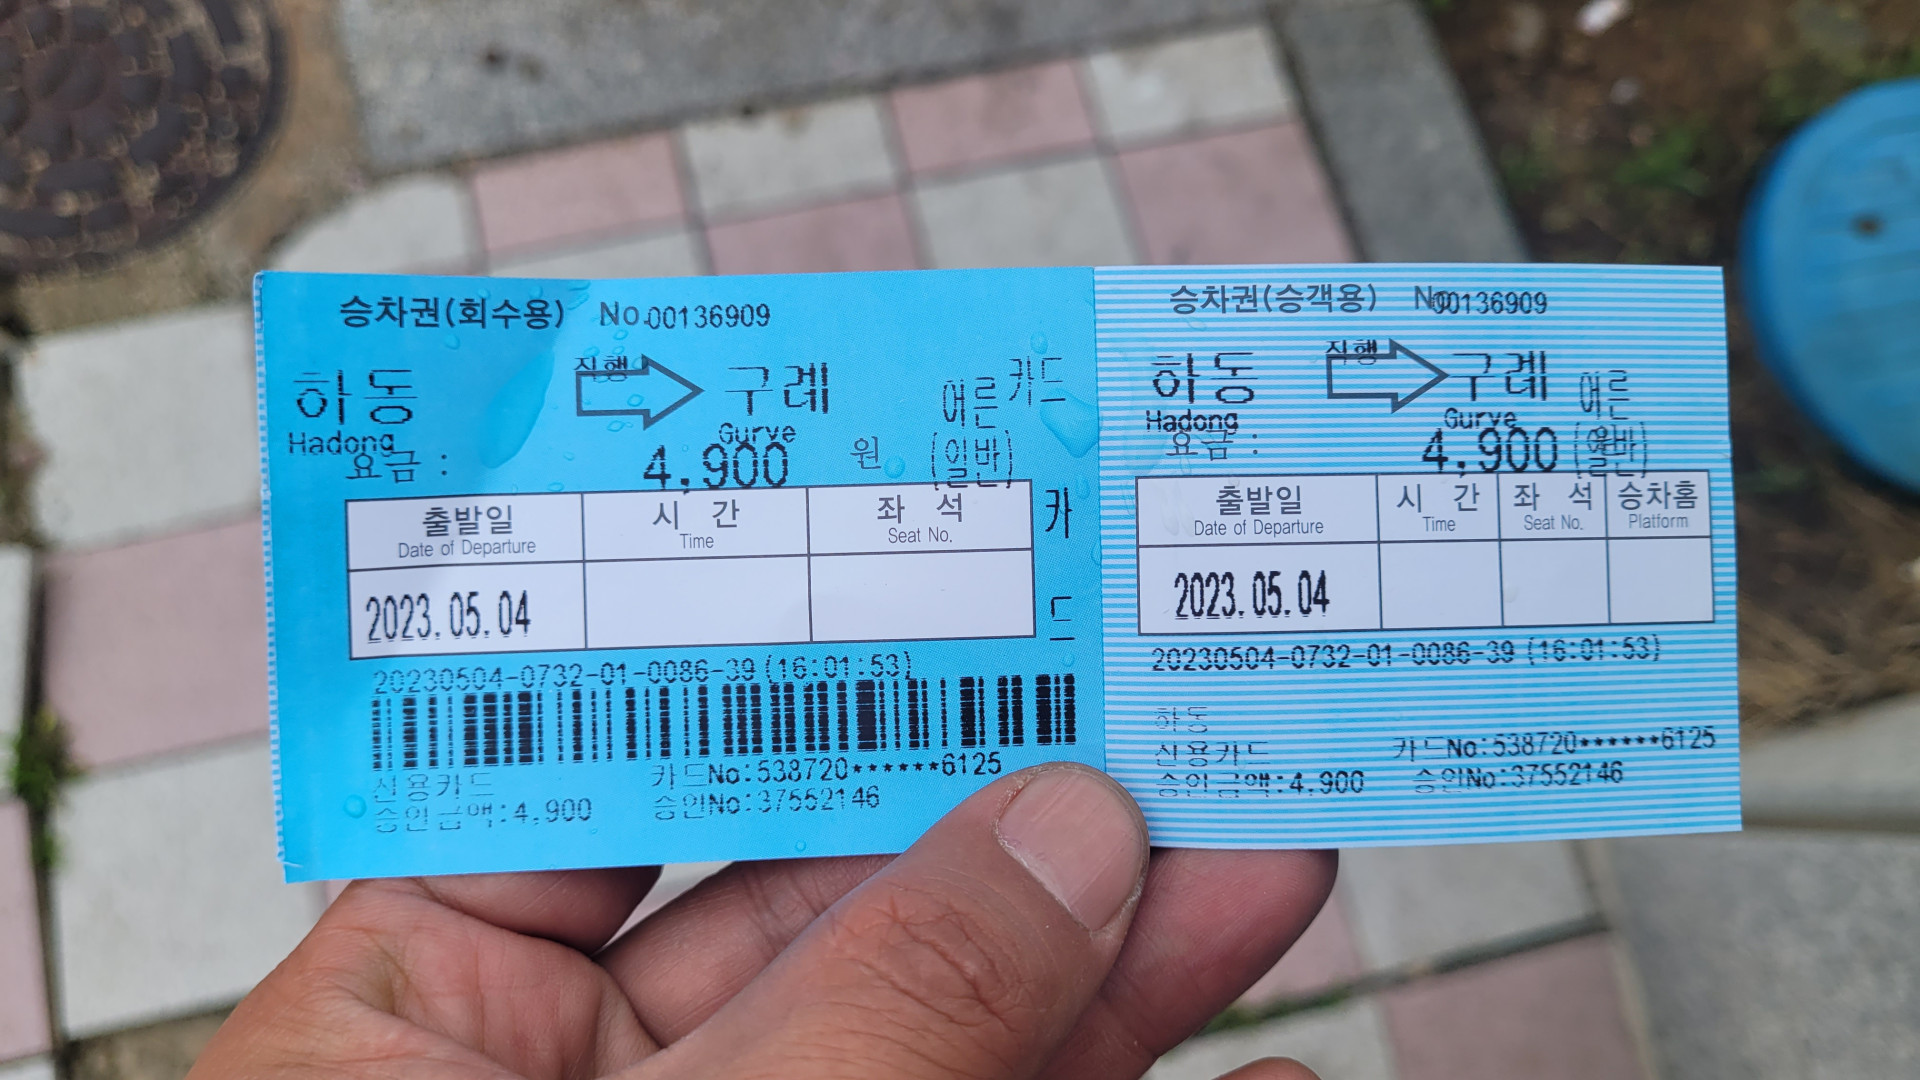 승차권(회수용) No.00136909
하동 직행 구례 어른 카드
Hadong Gurye
요금 : 4,900 원 (일반)
카드
출발일 시 간 좌 석
Date of Departure Time Seat No.
2023.05.04
20230504-0732-01-0086-39 (16:01:53)
신용카드 카드No:538720******6125
승인금액:4,900 승인No:37552146
승차권(승객용) No.00136909
하동 직행 구례 어른
Hadong Gurye
요금 : 4,900 원 (일반)
출발일 시 간 좌 석 승차홈
Date of Departure Time Seat No. Platform
2023.05.04
20230504-0732-01-0086-39 (16:01:53)
하동
신용카드 카드No:538720******6125
승인금액:4,900 승인No:37552146